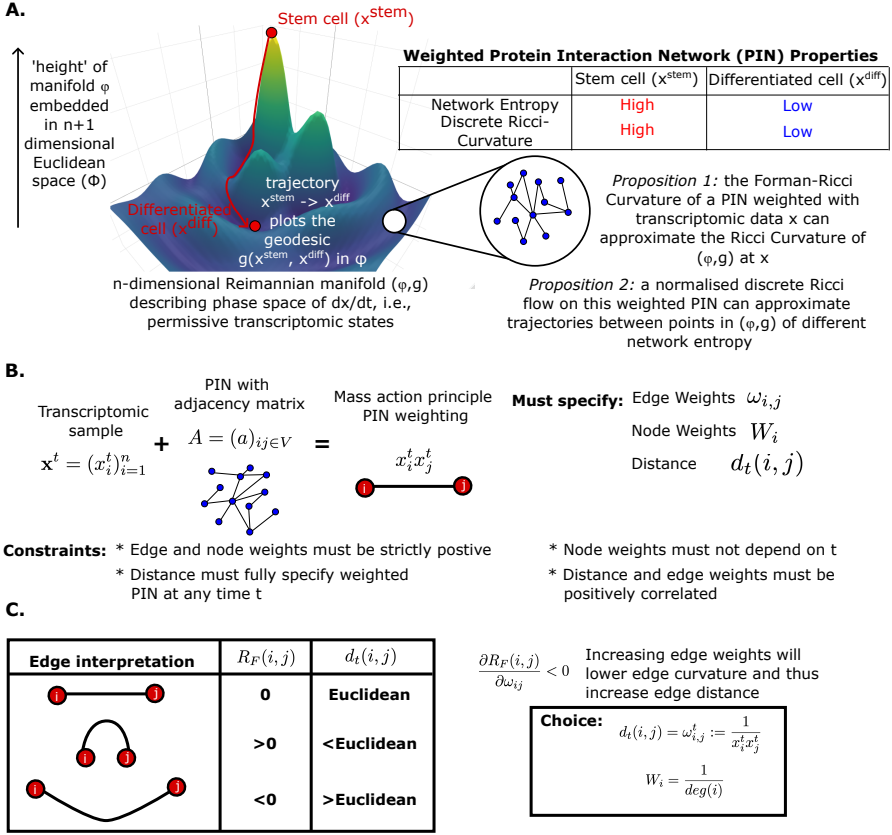 A.
Stem cell (x^stem)
'height' of
manifold φ
embedded
in n+1
dimensional
Euclidean
space (Φ)
Differentiated
cell (x^diff)
trajectory
x^stem -> x^diff
plots the
geodesic
g(x^stem, x^diff) in φ
n-dimensional Reimannian manifold (φ,g)
describing phase space of dx/dt, i.e.,
permissive transcriptomic states
Weighted Protein Interaction Network (PIN) Properties
Stem cell (x^stem) Differentiated cell (x^diff)
Network Entropy High Low
Discrete Ricci-
Curvature High Low
Proposition 1: the Forman-Ricci
Curvature of a PIN weighted with
transcriptomic data x can
approximate the Ricci Curvature of
(φ,g) at x
Proposition 2: a normalised discrete Ricci
flow on this weighted PIN can approximate
trajectories between points in (φ,g) of different
network entropy
B.
Transcriptomic
sample
x^t = (x_i^t)_{i=1}^n
+
PIN with
adjacency matrix
A = (a)_{ij∈V}
=
Mass action principle
PIN weighting
x_i^t x_j^t
i j
Must specify: Edge Weights ω_{i,j}
Node Weights W_i
Distance d_t(i, j)
Constraints: * Edge and node weights must be strictly postive
* Distance must fully specify weighted
PIN at any time t
* Node weights must not depend on t
* Distance and edge weights must be
positively correlated
C.
Edge interpretation R_F(i, j) d_t(i, j)
i j 0 Euclidean
i j >0 <Euclidean
i j <0 >Euclidean
∂R_F(i, j)/∂ω_{ij} < 0
Increasing edge weights will
lower edge curvature and thus
increase edge distance
Choice: d_t(i, j) = ω_{i,j}^t := 1/(x_i^t x_j^t)
W_i = 1/deg(i)